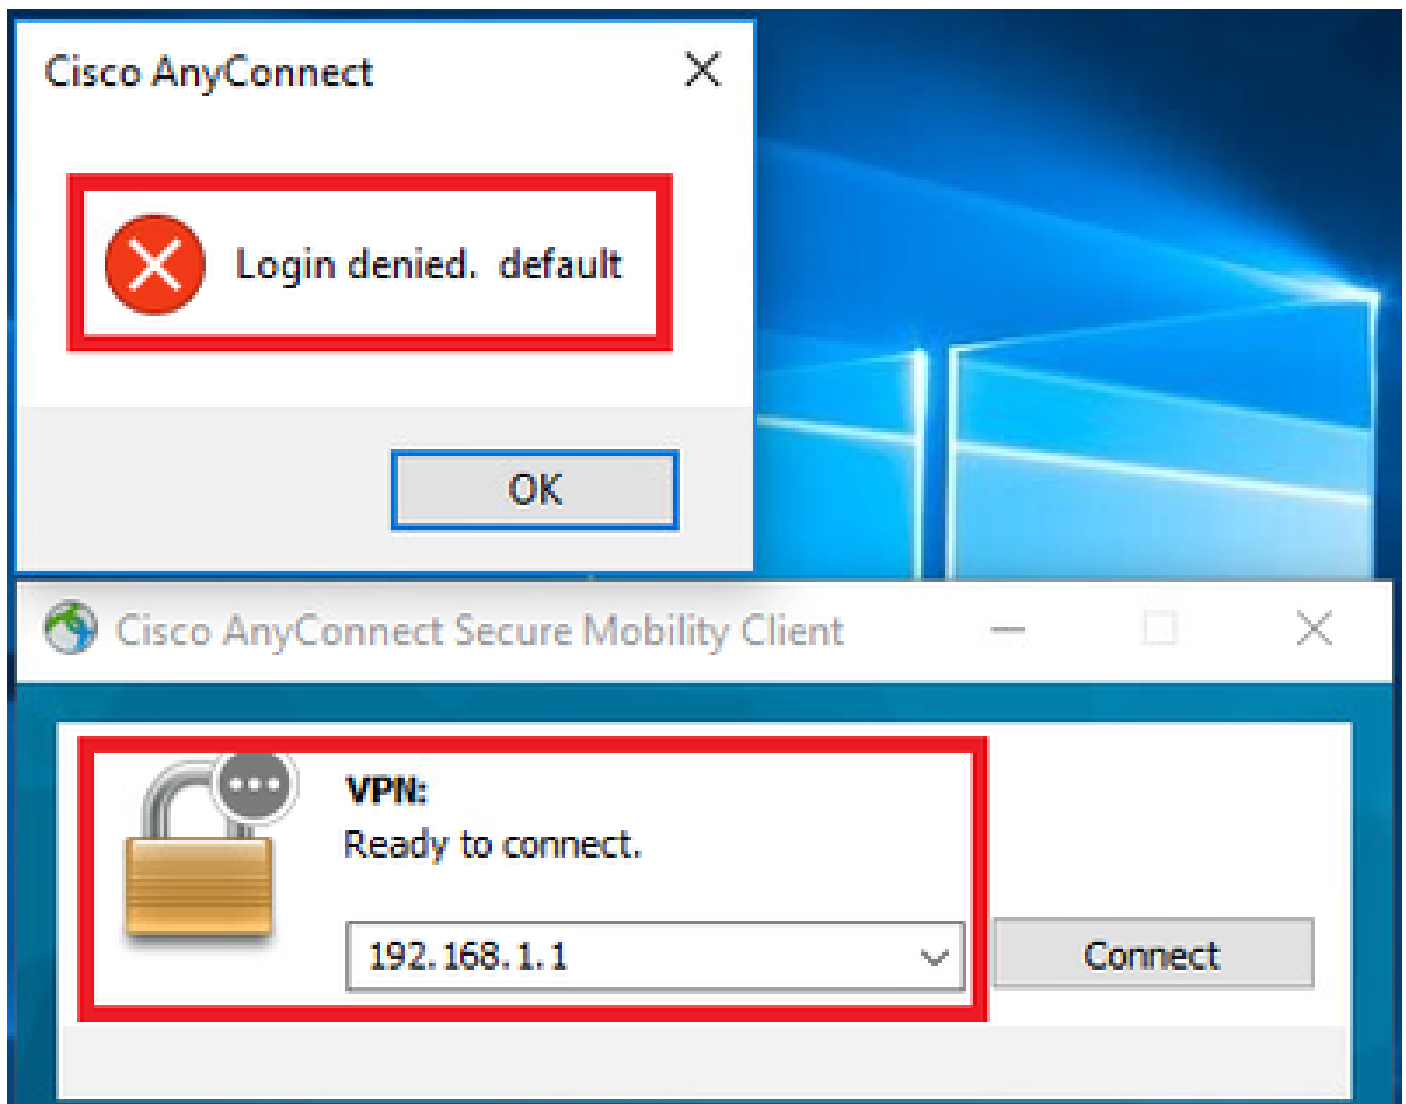 Cisco AnyConnect
Login denied.  default
OK
Cisco AnyConnect Secure Mobility Client
VPN:
Ready to connect.
192.168.1.1
Connect